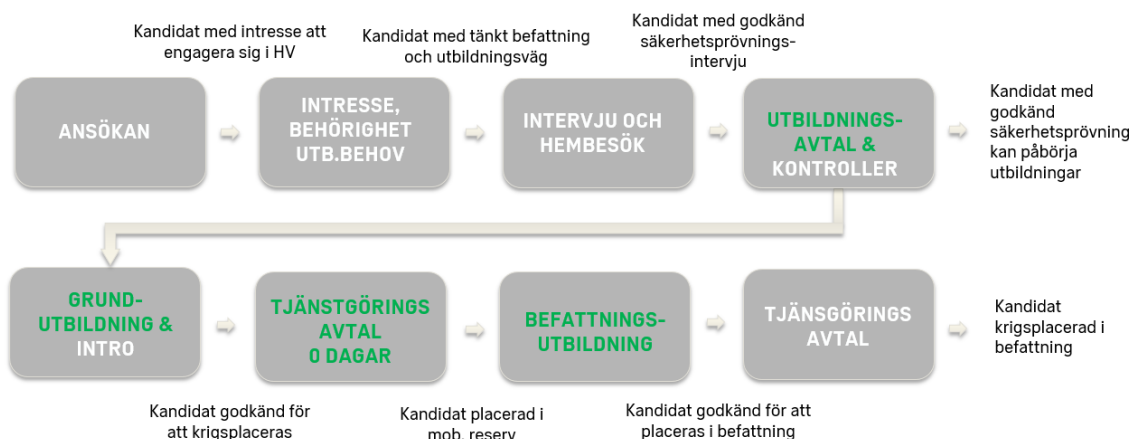 Kandidat med intresse att
engagera sig i HV
Kandidat med tänkt befattning
och utbildningsväg
Kandidat med godkänd
säkerhetsprövnings-
intervju
ANSÖKAN
INTRESSE,
BEHÖRIGHET
UTB.BEHOV
INTERVJU OCH
HEMBESÖK
UTBILDNINGS-
AVTAL &
KONTROLLER
Kandidat med
godkänd
säkerhetsprövning
kan påbörja
utbildningar
GRUND-
UTBILDNING &
INTRO
TJÄNSTGÖRINGS
AVTAL
0 DAGAR
BEFATTNINGS-
UTBILDNING
TJÄNSGÖRINGS
AVTAL
Kandidat
krigsplacerad i
befattning
Kandidat godkänd för
att krigsplaceras
Kandidat placerad i
mob. reserv
Kandidat godkänd för att
placeras i befattning